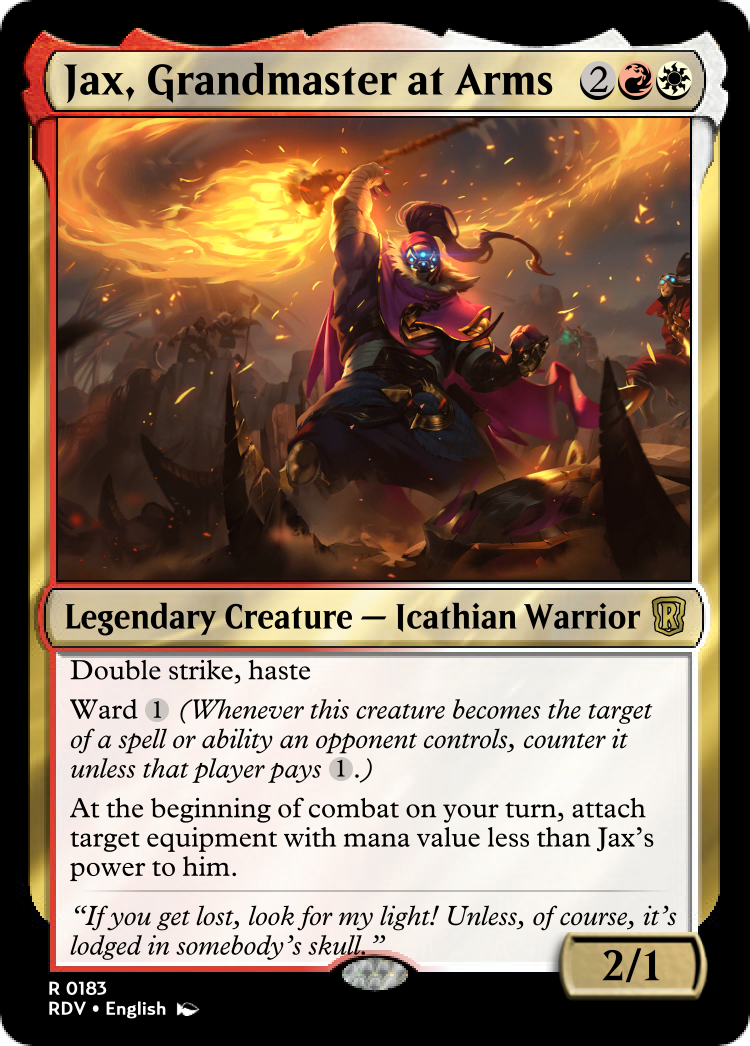 Jax, Grandmaster at Arms 2
Legendary Creature — Icathian Warrior R
Double strike, haste
Ward 1 (Whenever this creature becomes the target
of a spell or ability an opponent controls, counter it
unless that player pays 1.)
At the beginning of combat on your turn, attach
target equipment with mana value less than Jax's
power to him.
“If you get lost, look for my light! Unless, of course, it's
lodged in somebody's skull.”
2/1
R 0183
RDV • English